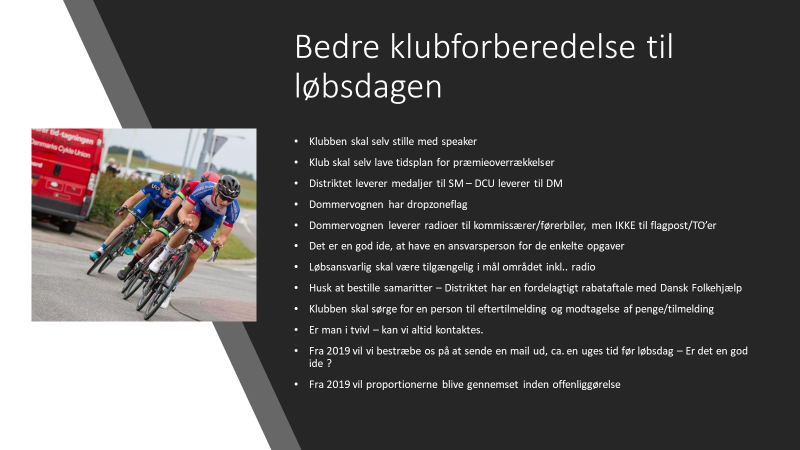 Bedre klubforberedelse til
løbsdagen
• Klubben skal selv stille med speaker
• Klub skal selv lave tidsplan for præmieoverrækkelser
• Distriktet leverer medaljer til SM – DCU leverer til DM
• Dommervognen har dropzoneflag
• Dommervognen leverer radioer til kommissærer/førerbiler, men IKKE til flagpost/TO'er
• Det er en god ide, at have en ansvarsperson for de enkelte opgaver
• Løbsansvarlig skal være tilgængelig i mål området inkl.. radio
• Husk at bestille samaritter – Distriktet har en fordelagtigt rabataftale med Dansk Folkehjælp
• Klubben skal sørge for en person til eftertilmelding og modtagelse af penge/tilmelding
• Er man i tvivl – kan vi altid kontaktes.
• Fra 2019 vil vi bestræbe os på at sende en mail ud, ca. en uges tid før løbsdag – Er det en god
ide ?
• Fra 2019 vil proportionerne blive gennemset inden offenliggørelse
tid-tagningen
Danmarks Cykle Union